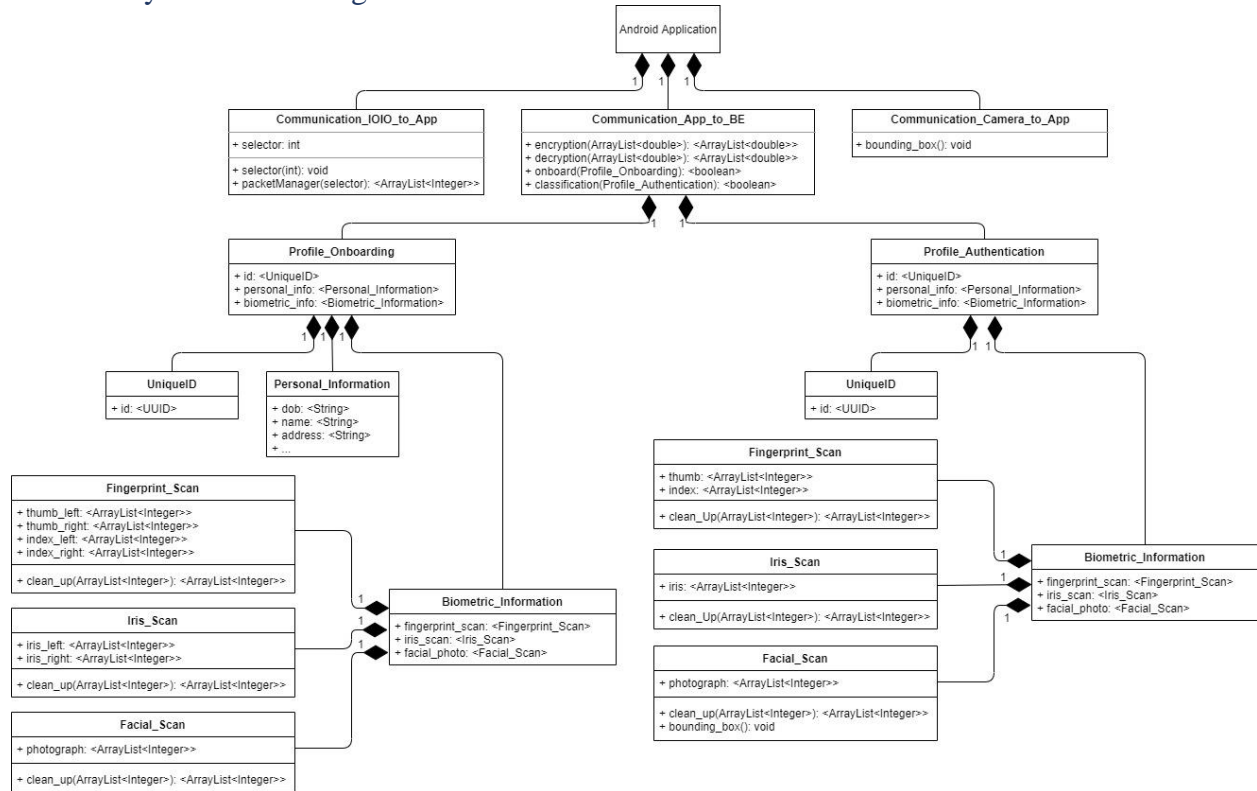 Android Application
1
1
1
Communication_IOIO_to_App
+ selector: int
+ selector(int): void
+ packetManager(selector): <ArrayList<Integer>>
Communication_App_to_BE
+ encryption(ArrayList<double>): <ArrayList<double>>
+ decryption(ArrayList<double>): <ArrayList<double>>
+ onboard(Profile_Onboarding): <boolean>
+ classification(Profile_Authentication): <boolean>
Communication_Camera_to_App
+ bounding_box(): void
1
1
Profile_Onboarding
+ id: <UniqueID>
+ personal_info: <Personal_Information>
+ biometric_info: <Biometric_Information>
1
1
1
Profile_Authentication
+ id: <UniqueID>
+ personal_info: <Personal_Information>
+ biometric_info: <Biometric_Information>
1
1
UniqueID
+ id: <UUID>
Personal_Information
+ dob: <String>
+ name: <String>
+ address: <String>
+ ...
UniqueID
+ id: <UUID>
Fingerprint_Scan
+ thumb_left: <ArrayList<Integer>>
+ thumb_right: <ArrayList<Integer>>
+ index_left: <ArrayList<Integer>>
+ index_right: <ArrayList<Integer>>
+ clean_up(ArrayList<Integer>): <ArrayList<Integer>>
Iris_Scan
+ iris_left: <ArrayList<Integer>>
+ iris_right: <ArrayList<Integer>>
+ clean_up(ArrayList<Integer>): <ArrayList<Integer>>
Facial_Scan
+ photograph: <ArrayList<Integer>>
+ clean_up(ArrayList<Integer>): <ArrayList<Integer>>
1
1
1
Biometric_Information
+ fingerprint_scan: <Fingerprint_Scan>
+ iris_scan: <Iris_Scan>
+ facial_photo: <Facial_Scan>
Fingerprint_Scan
+ thumb: <ArrayList<Integer>>
+ index: <ArrayList<Integer>>
+ clean_Up(ArrayList<Integer>): <ArrayList<Integer>>
Iris_Scan
+ iris: <ArrayList<Integer>>
+ clean_Up(ArrayList<Integer>): <ArrayList<Integer>>
Facial_Scan
+ photograph: <ArrayList<Integer>>
+ clean_up(ArrayList<Integer>): <ArrayList<Integer>>
+ bounding_box(): void
1
1
1
Biometric_Information
+ fingerprint_scan: <Fingerprint_Scan>
+ iris_scan: <Iris_Scan>
+ facial_photo: <Facial_Scan>